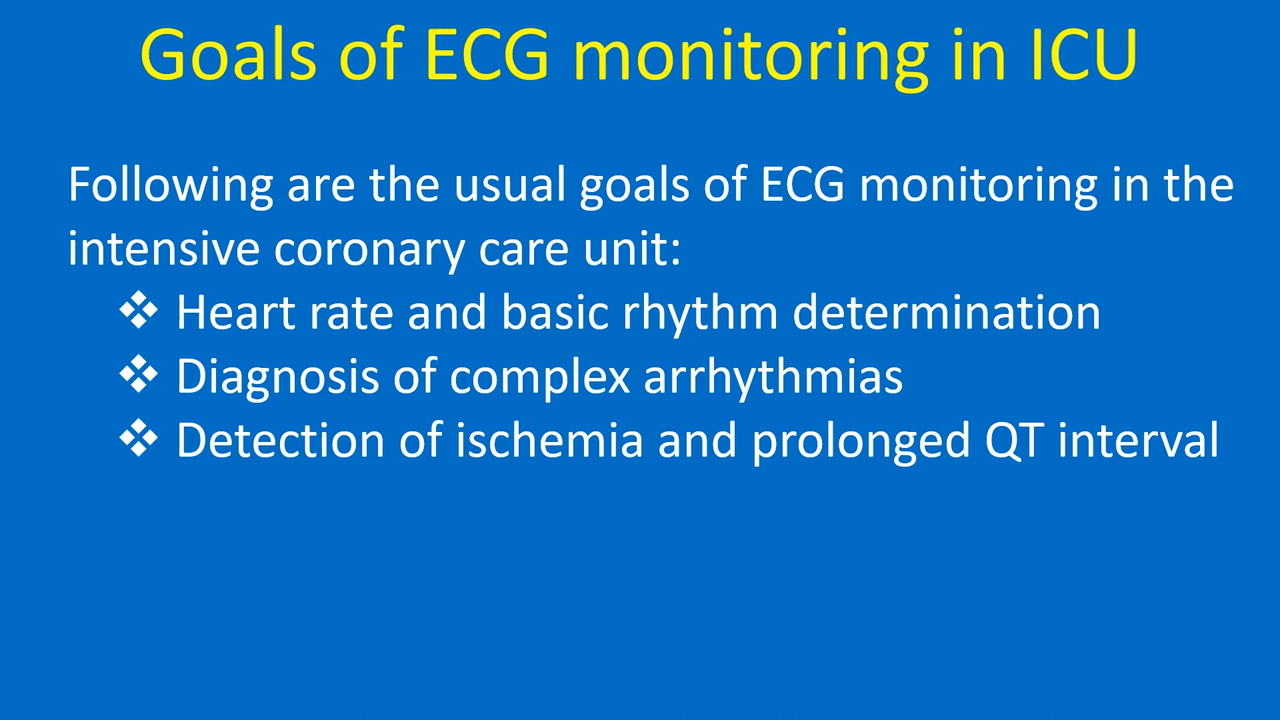 Goals of ECG monitoring in ICU
Following are the usual goals of ECG monitoring in the
intensive coronary care unit:
❖ Heart rate and basic rhythm determination
❖ Diagnosis of complex arrhythmias
❖ Detection of ischemia and prolonged QT interval